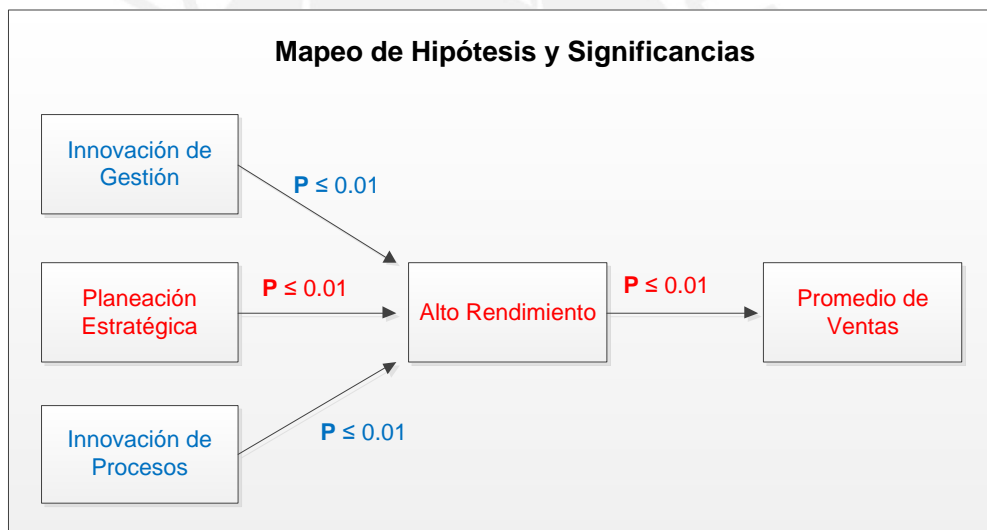 Mapeo de Hipótesis y Significancias
Innovación de
Gestión
P ≤ 0.01
Planeación
Estratégica
P ≤ 0.01
Alto Rendimiento
P ≤ 0.01
Promedio de
Ventas
Innovación de
Procesos
P ≤ 0.01